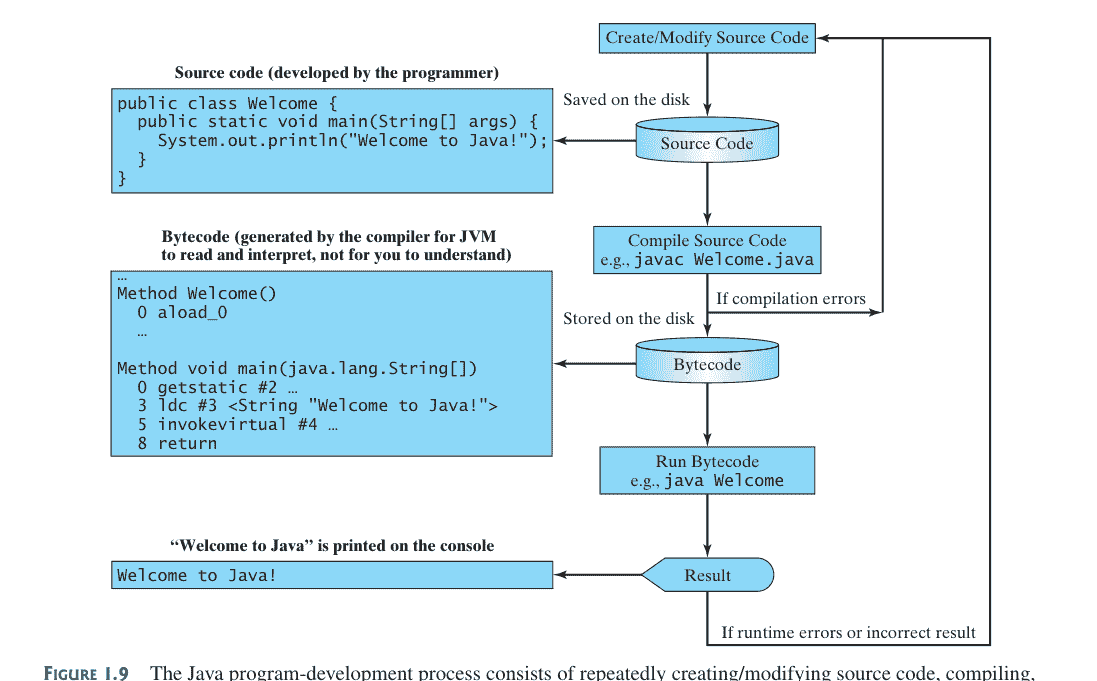 Create/Modify Source Code
Source code (developed by the programmer)
public class Welcome {
  public static void main(String[] args) {
    System.out.println("Welcome to Java!");
  }
}
Saved on the disk
Source Code
Compile Source Code
e.g., javac Welcome.java
If compilation errors
Bytecode (generated by the compiler for JVM
to read and interpret, not for you to understand)
…
Method Welcome()
  0 aload_0
  …
Method void main(java.lang.String[])
  0 getstatic #2 …
  3 ldc #3 <String "Welcome to Java!">
  5 invokevirtual #4 …
  8 return
Stored on the disk
Bytecode
Run Bytecode
e.g., java Welcome
“Welcome to Java” is printed on the console
Welcome to Java!
Result
If runtime errors or incorrect result
FIGURE 1.9 The Java program-development process consists of repeatedly creating/modifying source code, compiling,